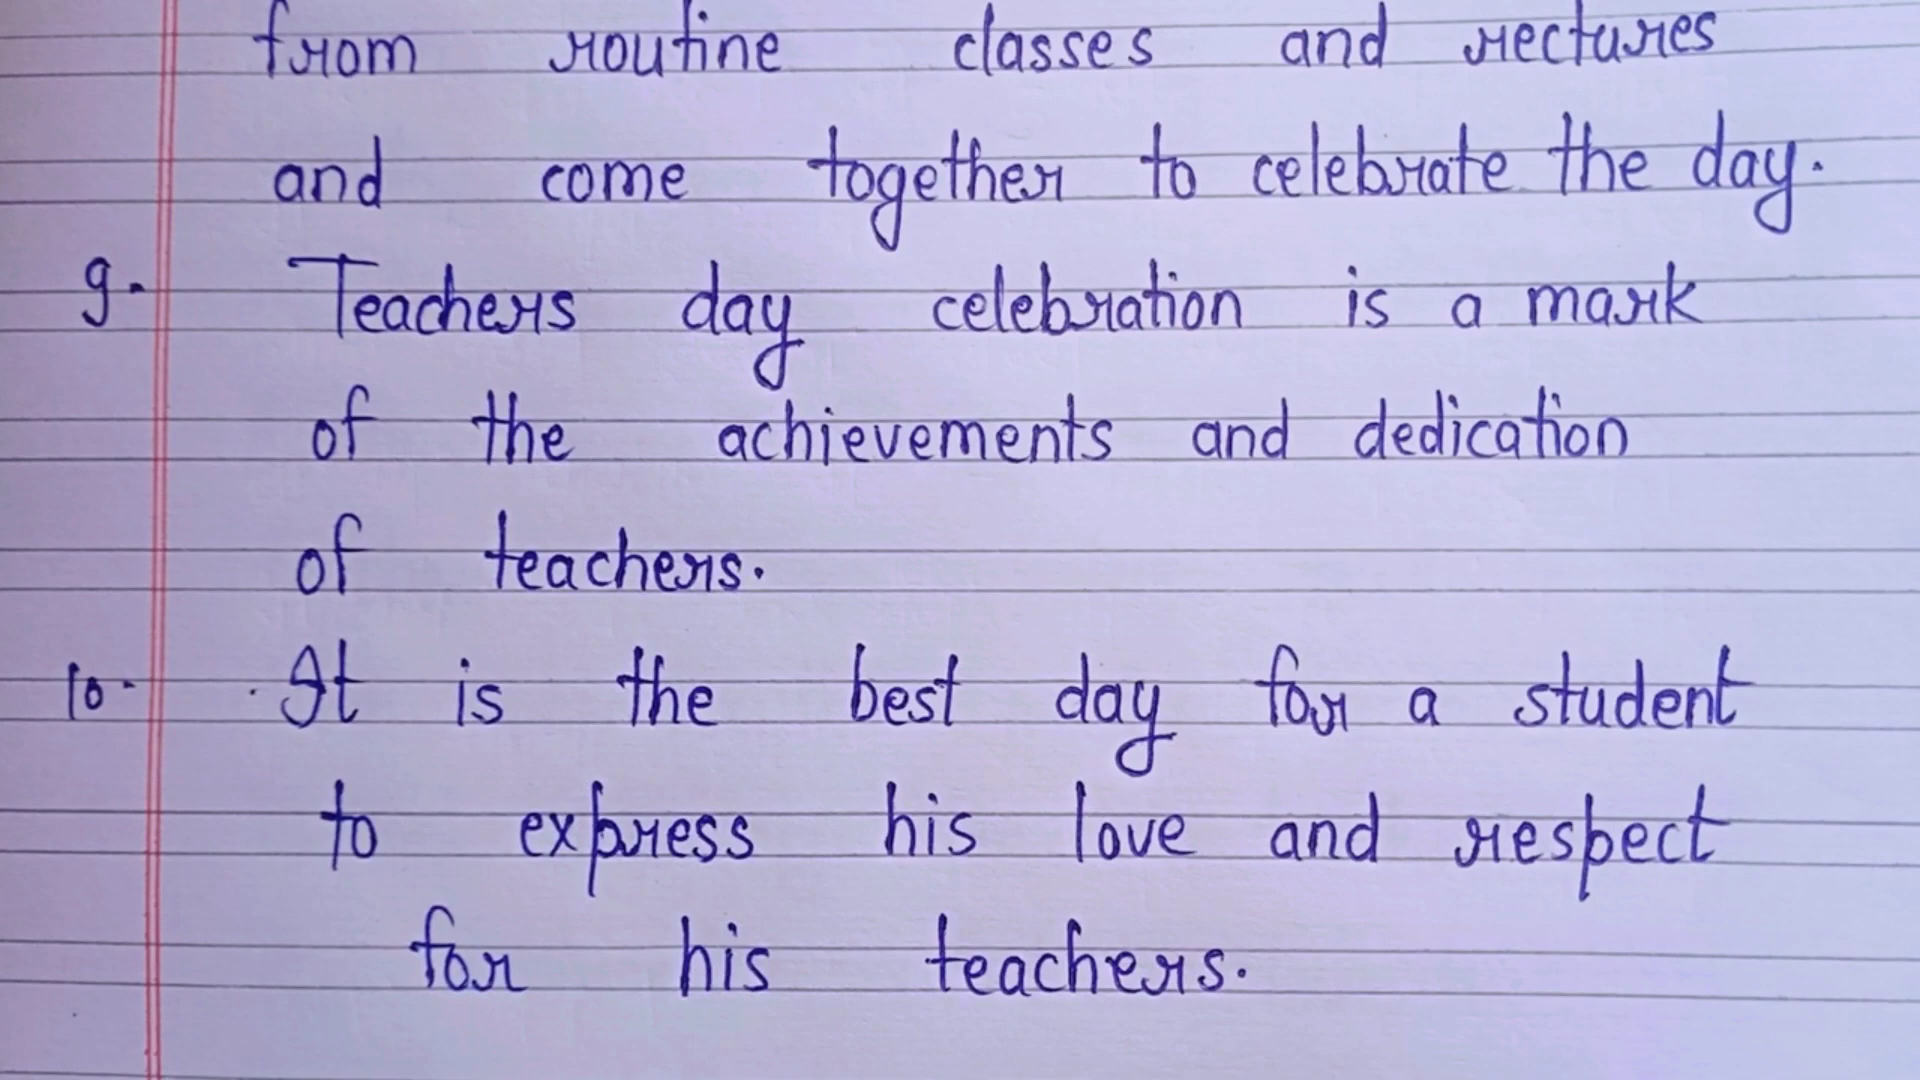 from routine classes and rectures
and come together to celebrate the day.
9. Teachers day celebration is a mark
of the achievements and dedication
of teachers.
10. It is the best day for a student
to express his love and respect
for his teachers.